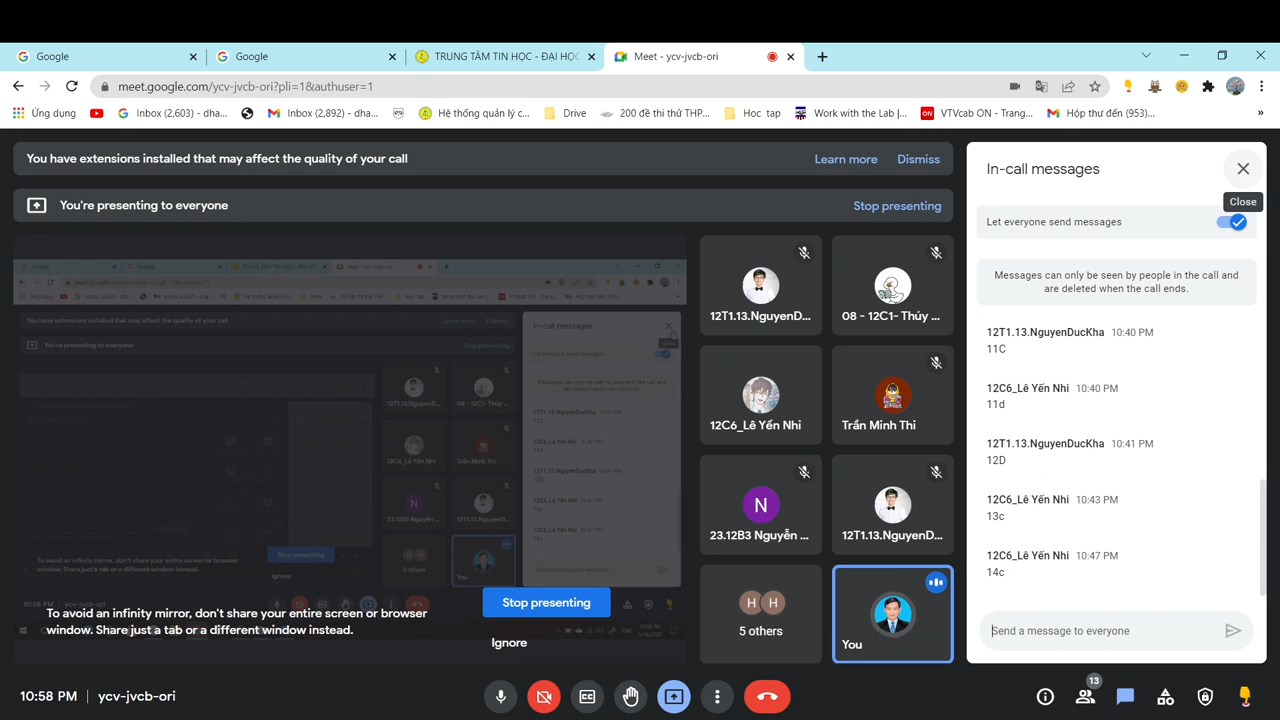 Google
Google
TRUNG TÂM TIN HỌC - ĐẠI HỌC
Meet - ycv-jvcb-ori
meet.google.com/ycv-jvcb-ori?pli=1&authuser=1
Ứng dụng
Inbox (2,603) - dha...
Inbox (2,892) - dha...
Hệ thống quản lý c...
Drive
200 đề thi thử THP...
Hoc tap
Work with the Lab |...
ON
VTVcab ON - Trang...
Hộp thư đến (953)...
»
You have extensions installed that may affect the quality of your call
Learn more
Dismiss
You're presenting to everyone
Stop presenting
In-call messages
Close
Let everyone send messages
Messages can only be seen by people in the call and
are deleted when the call ends.
12T1.13.NguyenDucKha 10:40 PM
11C
12C6_Lê Yến Nhi 10:40 PM
11d
12T1.13.NguyenDucKha 10:41 PM
12D
12C6_Lê Yến Nhi 10:43 PM
13c
12C6_Lê Yến Nhi 10:47 PM
14c
Send a message to everyone
12T1.13.NguyenD...
08 - 12C1- Thúy ...
12C6_Lê Yến Nhi
Trần Minh Thi
N
23.12B3 Nguyễn ...
12T1.13.NguyenD...
H H
5 others
You
To avoid an infinity mirror, don't share your entire screen or browser
window. Share just a tab or a different window instead.
Stop presenting
Ignore
10:58 PM | ycv-jvcb-ori
13